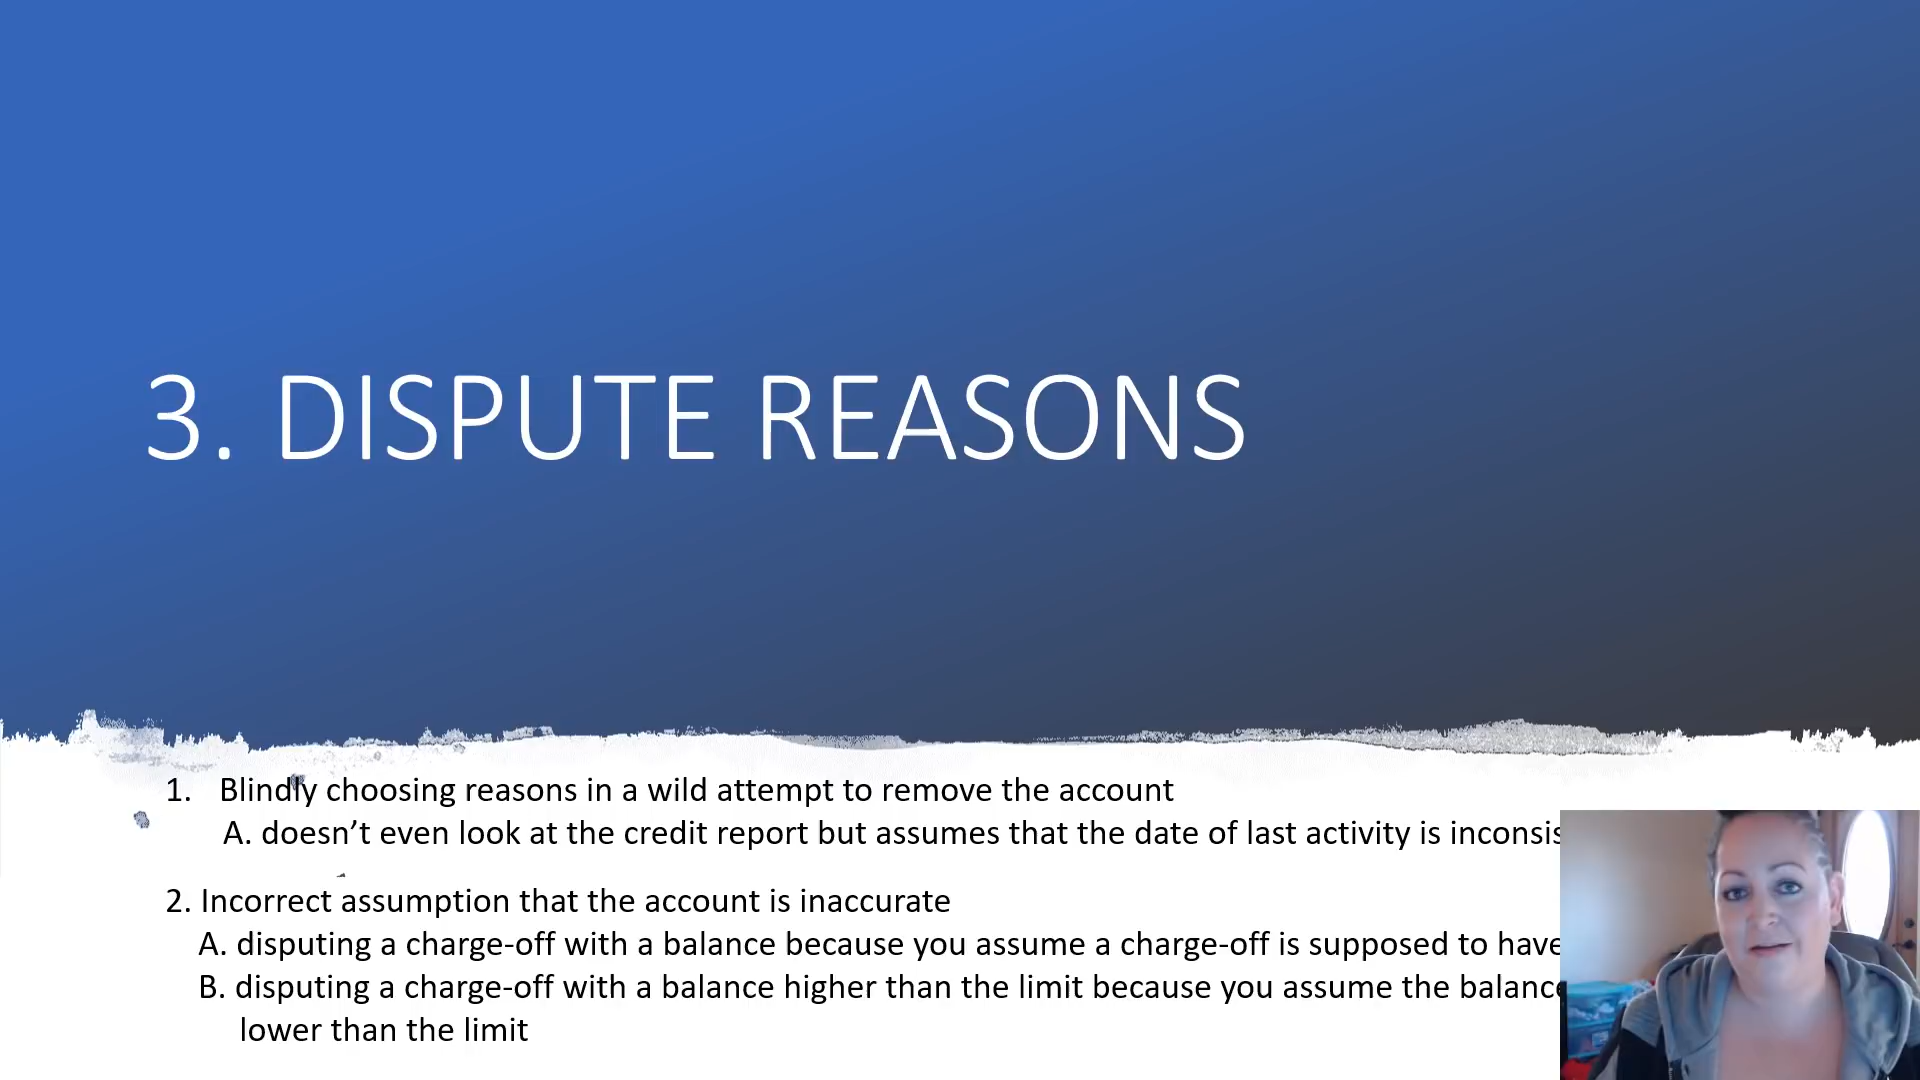 3. DISPUTE REASONS
1. Blindly choosing reasons in a wild attempt to remove the account
A. doesn’t even look at the credit report but assumes that the date of last activity is
2. Incorrect assumption that the account is inaccurate
A. disputing a charge-off with a balance because you assume a charge-off is supposed to have
B. disputing a charge-off with a balance higher than the limit because you assume the balance
lower than the limit